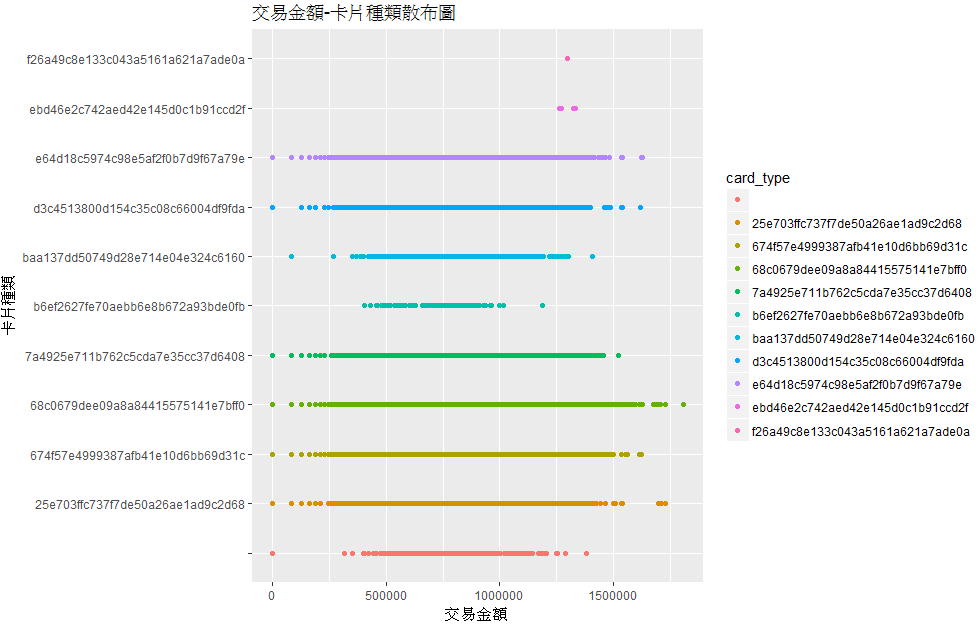 交易金額-卡片種類散布圖
卡片種類
f26a49c8e133c043a5161a621a7ade0a
ebd46e2c742aed42e145d0c1b91ccd2f
e64d18c5974c98e5af2f0b7d9f67a79e
d3c4513800d154c35c08c66004df9fda
baa137dd50749d28e714e04e324c6160
b6ef2627fe70aebb6e8b672a93bde0fb
7a4925e711b762c5cda7e35cc37d6408
68c0679dee09a8a84415575141e7bff0
674f57e4999387afb41e10d6bb69d31c
25e703ffc737f7de50a26ae1ad9c2d68
0 500000 1000000 1500000
交易金額
card_type
25e703ffc737f7de50a26ae1ad9c2d68
674f57e4999387afb41e10d6bb69d31c
68c0679dee09a8a84415575141e7bff0
7a4925e711b762c5cda7e35cc37d6408
b6ef2627fe70aebb6e8b672a93bde0fb
baa137dd50749d28e714e04e324c6160
d3c4513800d154c35c08c66004df9fda
e64d18c5974c98e5af2f0b7d9f67a79e
ebd46e2c742aed42e145d0c1b91ccd2f
f26a49c8e133c043a5161a621a7ade0a